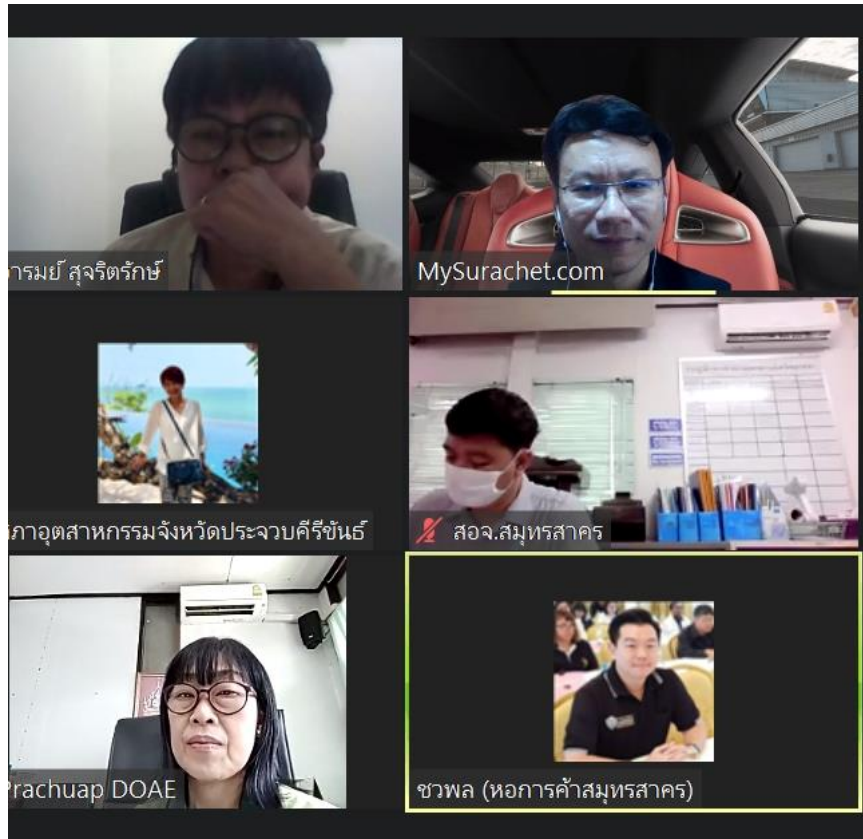 ารมย์ สุจริตรักษ์
MySurachet.com
ภาอุตสาหกรรมจังหวัดประจวบคีรีขันธ์
สอจ.สมุทรสาคร
Prachuap DOAE
ชวพล (หอการค้าสมุทรสาคร)